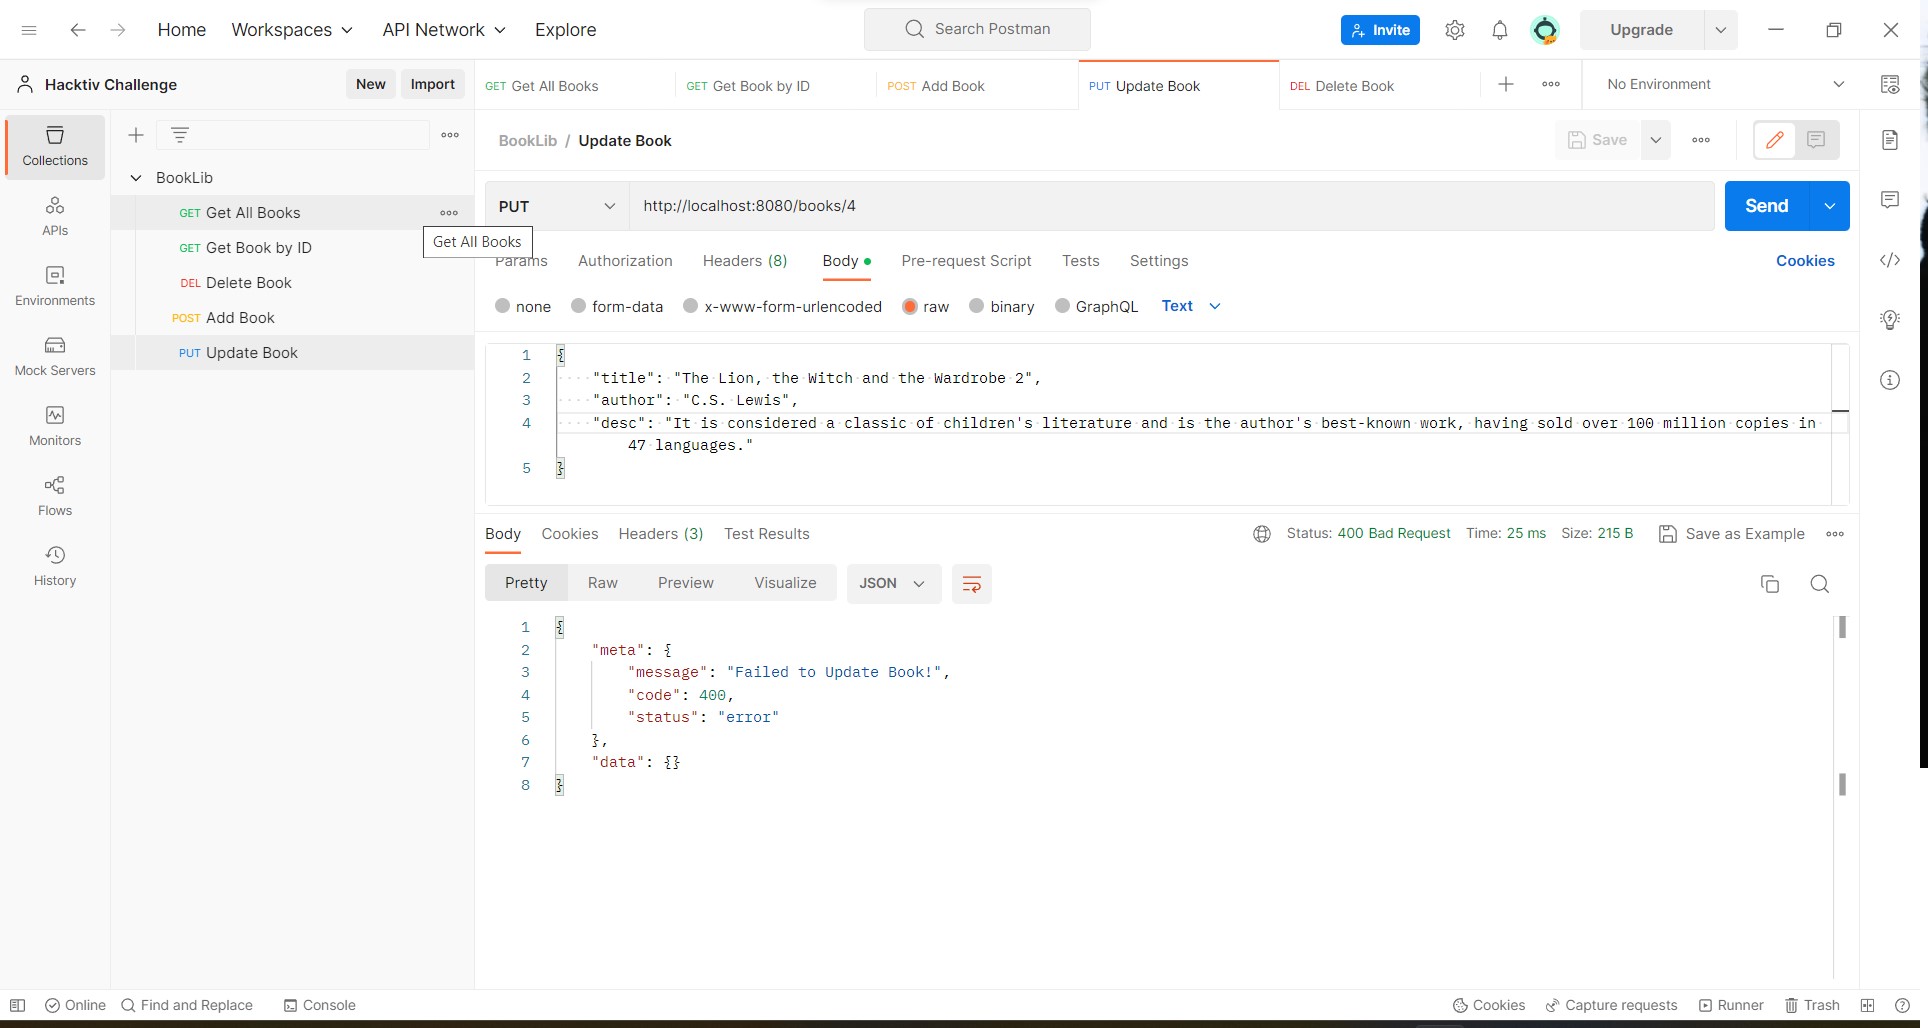 Home Workspaces API Network Explore Search Postman Invite Upgrade
Hacktiv Challenge New Import GET Get All Books GET Get Book by ID POST Add Book PUT Update Book DEL Delete Book No Environment
Collections
APIs
Environments
Mock Servers
Monitors
Flows
History
BookLib
GET Get All Books
GET Get Book by ID
DEL Delete Book
POST Add Book
PUT Update Book
Get All Books
BookLib / Update Book Save
PUT http://localhost:8080/books/4 Send
Params Authorization Headers (8) Body Pre-request Script Tests Settings Cookies
none form-data x-www-form-urlencoded raw binary GraphQL Text
1 {
2 "title": "The Lion, the Witch and the Wardrobe 2",
3 "author": "C.S. Lewis",
4 "desc": "It is considered a classic of children's literature and is the author's best-known work, having sold over 100 million copies in
47 languages."
5 }
Body Cookies Headers (3) Test Results Status: 400 Bad Request Time: 25 ms Size: 215 B Save as Example
Pretty Raw Preview Visualize JSON
1 {
2 "meta": {
3 "message": "Failed to Update Book!",
4 "code": 400,
5 "status": "error"
6 },
7 "data": {}
8 }
Online Find and Replace Console Cookies Capture requests Runner Trash